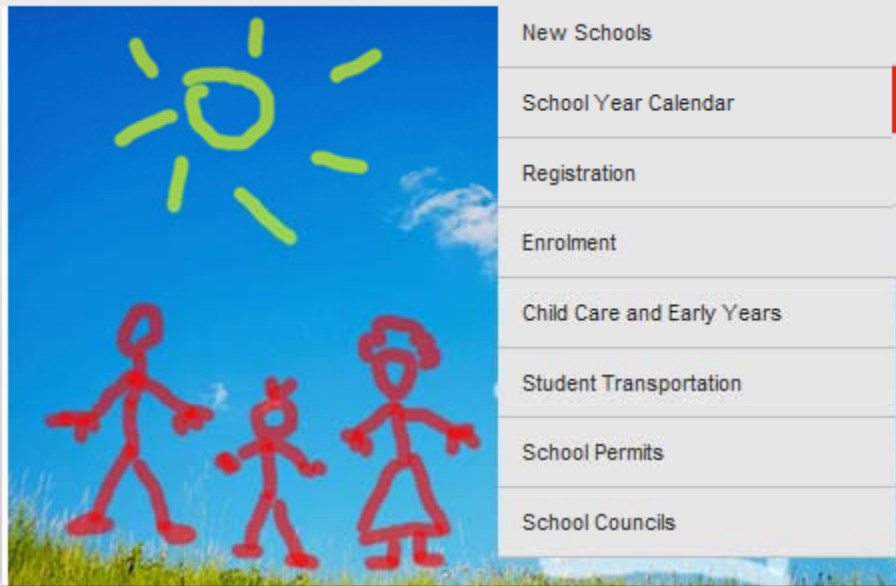 New Schools
School Year Calendar
Registration
Enrolment
Child Care and Early Years
Student Transportation
School Permits
School Councils